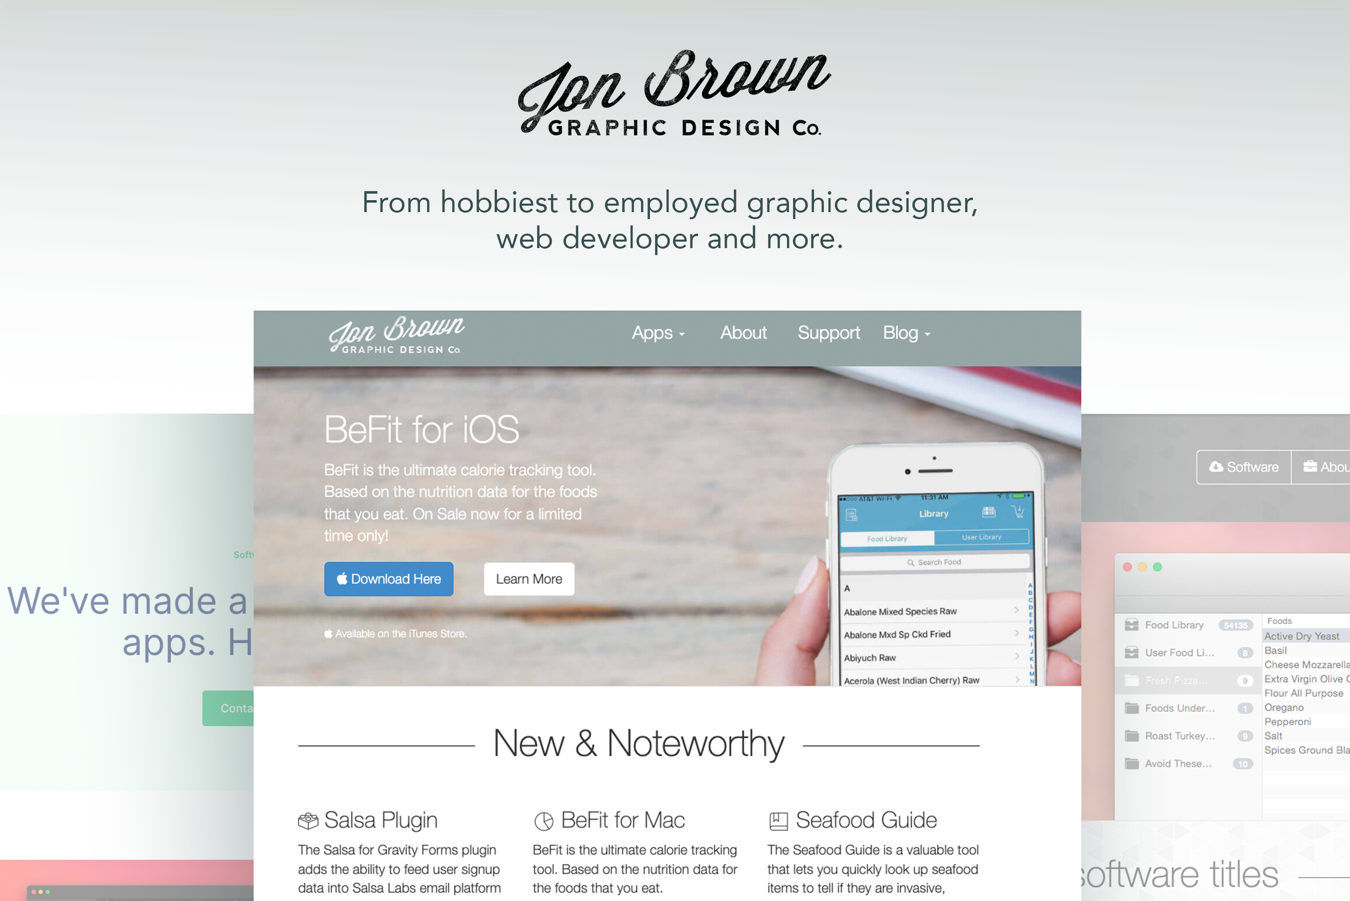 Jon Brown
GRAPHIC DESIGN Co.
From hobbiest to employed graphic designer,
web developer and more.
Jon Brown
GRAPHIC DESIGN Co.
Apps
About
Support
Blog
BeFit for iOS
BeFit is the ultimate calorie tracking tool.
Based on the nutrition data for the foods
that you eat. On Sale now for a limited
time only!
Download Here
Learn More
Available on the iTunes Store.
AT&T Wi-Fi
11:31 AM
Library
Food Library
User Library
Search Food
A
Abalone Mixed Species Raw
Abalone Mxd Sp Ckd Fried
Abiyuch Raw
Acerola (West Indian Cherry) Raw
New & Noteworthy
Salsa Plugin
The Salsa for Gravity Forms plugin
adds the ability to feed user signup
data into Salsa Labs email platform
BeFit for Mac
BeFit is the ultimate calorie tracking
tool. Based on the nutrition data for
the foods that you eat.
Seafood Guide
The Seafood Guide is a valuable tool
that lets you quickly look up seafood
items to tell if they are invasive,
Softw
We've made a
apps. H
Conta
Software
Abou
Food Library 54135
User Food Li... 8
Fresh Pizza... 9
Foods Under... 1
Roast Turkey... 9
Avoid These... 10
Foods
Active Dry Yeast
Basil
Cheese Mozzarella
Extra Virgin Olive O
Flour All Purpose
Oregano
Pepperoni
Salt
Spices Ground Bla
software titles